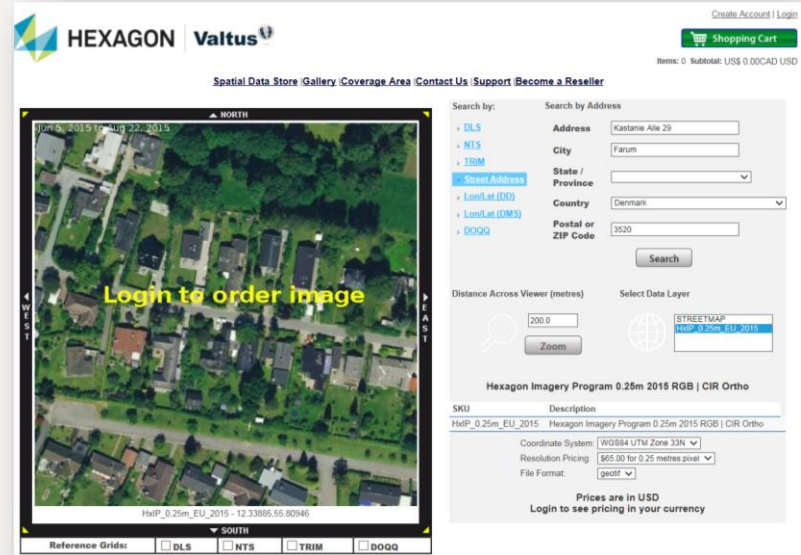 Create Account | Login
HEXAGON Valtus
Shopping Cart
Items: 0 Subtotal: US$ 0.00CAD USD
Spatial Data Store |Gallery |Coverage Area |Contact Us |Support |Become a Reseller
NORTH
Jun 5, 2015 to Aug 22, 2015
WEST
Login to order image
EAST
HxIP_0.25m_EU_2015 - 12.33885,55.80946
SOUTH
Reference Grids: DLS NTS TRIM DOQQ
Search by:
DLS
NTS
TRIM
Street Address
Lon/Lat (DD)
Lon/Lat (DMS)
DOQQ
Search by Address
Address Kastanie Alle 29
City Farum
State / Province
Country Denmark
Postal or ZIP Code 3520
Search
Distance Across Viewer (metres)
200.0
Zoom
Select Data Layer
STREETMAP
HxIP_0.25m_EU_2015
Hexagon Imagery Program 0.25m 2015 RGB | CIR Ortho
SKU Description
HxIP_0.25m_EU_2015 Hexagon Imagery Program 0.25m 2015 RGB | CIR Ortho
Coordinate System: WGS84 UTM Zone 33N
Resolution Pricing: $65.00 for 0.25 metres:pixel
File Format: geotif
Prices are in USD
Login to see pricing in your currency